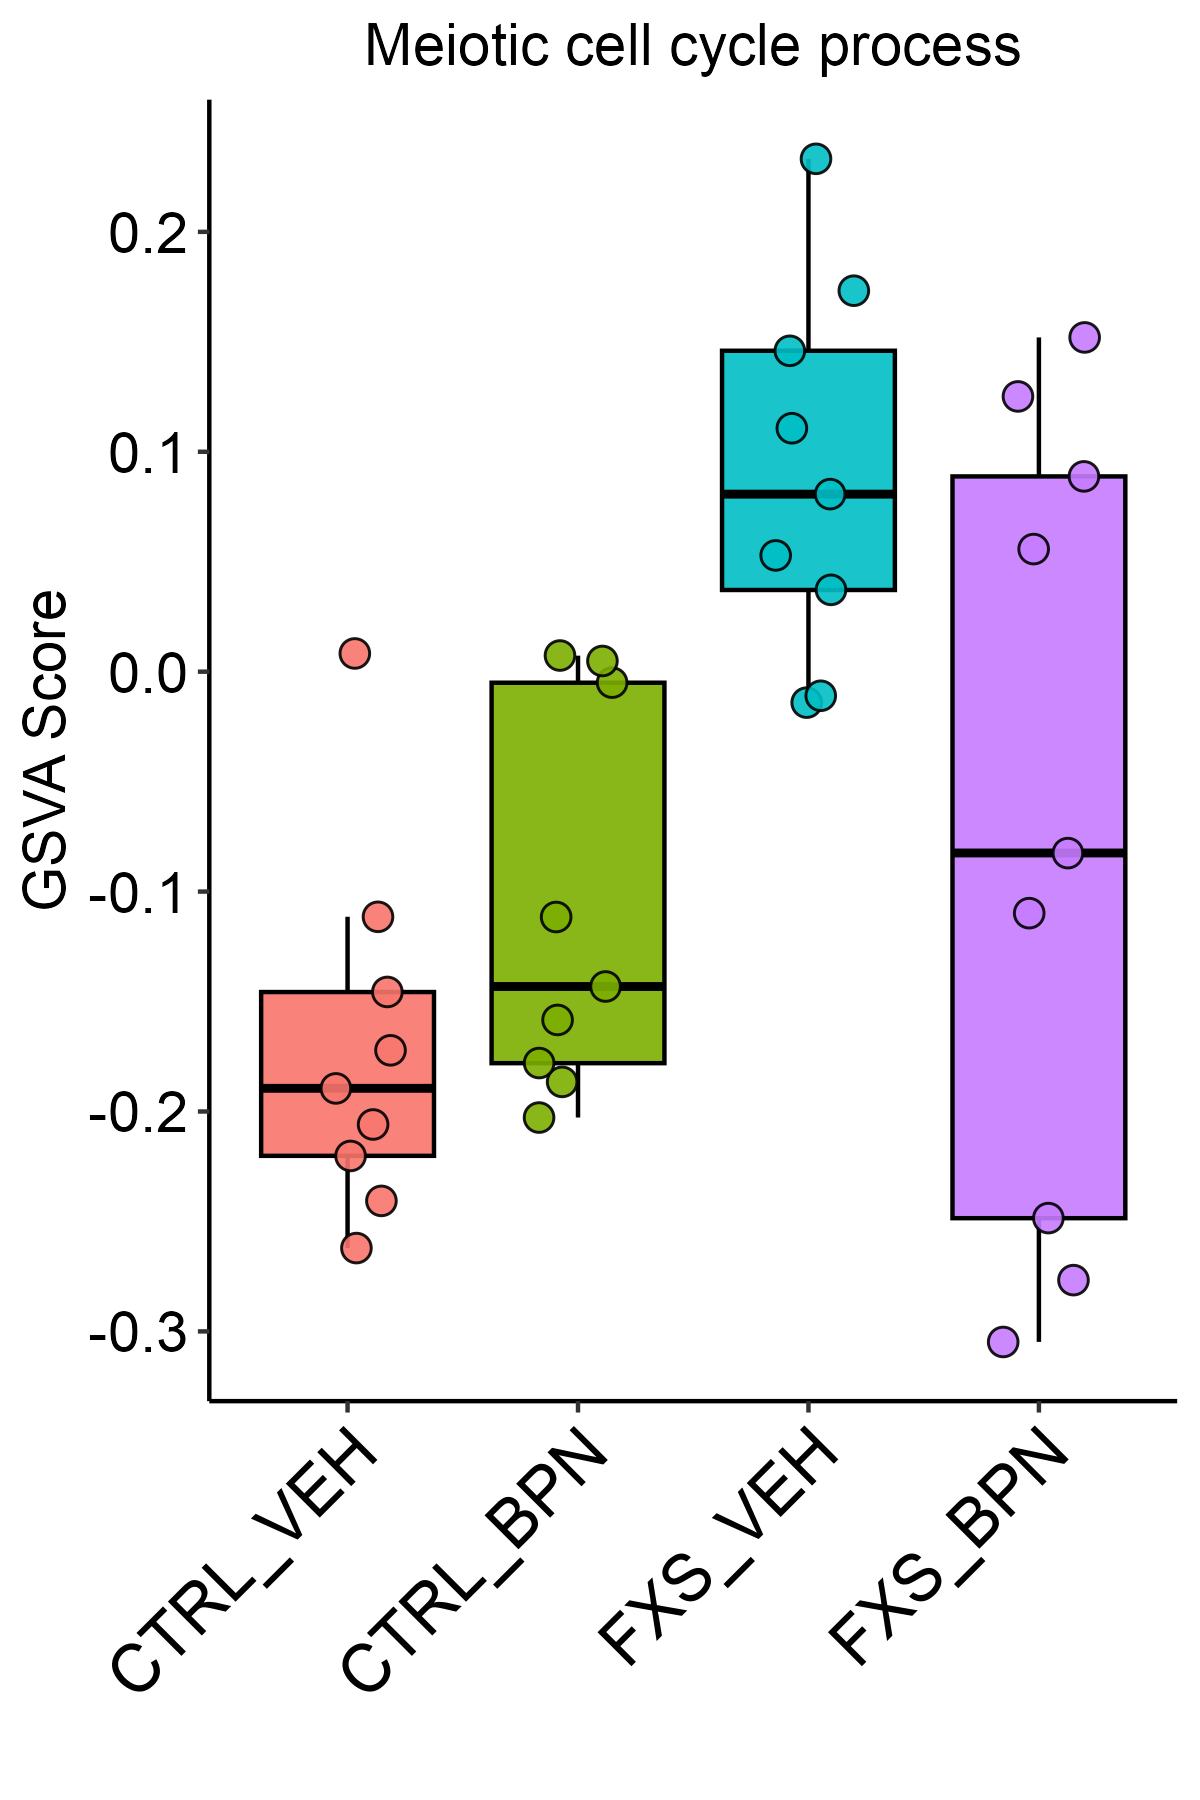 Meiotic cell cycle process
GSVA Score
0.2
0.1
0.0
-0.1
-0.2
-0.3
CTRL_VEH
CTRL_BPN
FXS_VEH
FXS_BPN